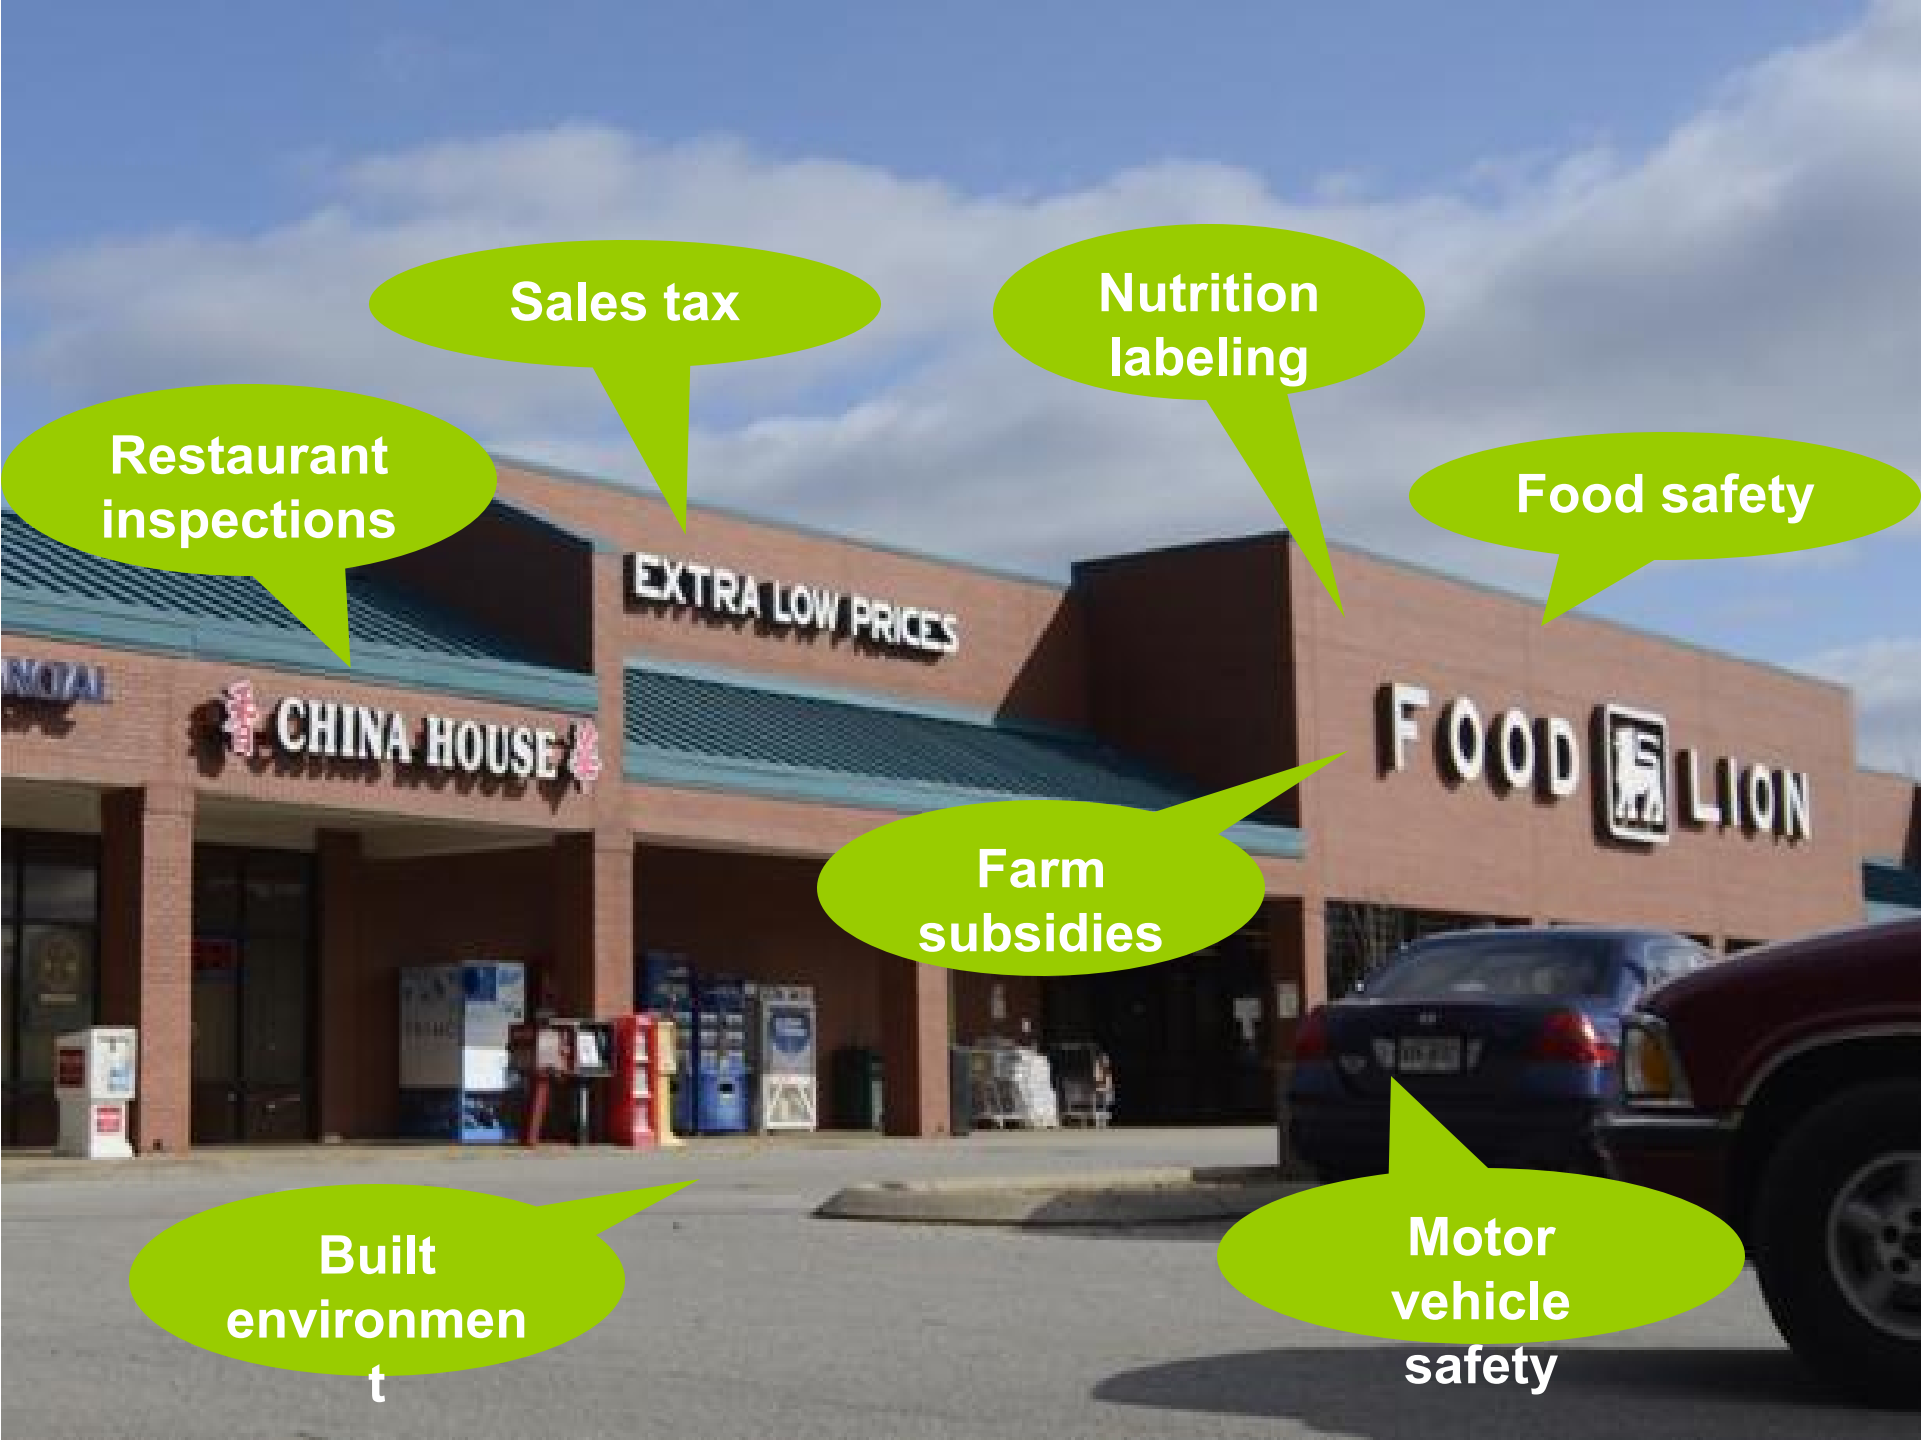 Sales tax
Nutrition
labeling
Restaurant
inspections
Food safety
EXTRA LOW PRICES
CHINA HOUSE
FOOD LION
Farm
subsidies
Built
environmen
t
Motor
vehicle
safety